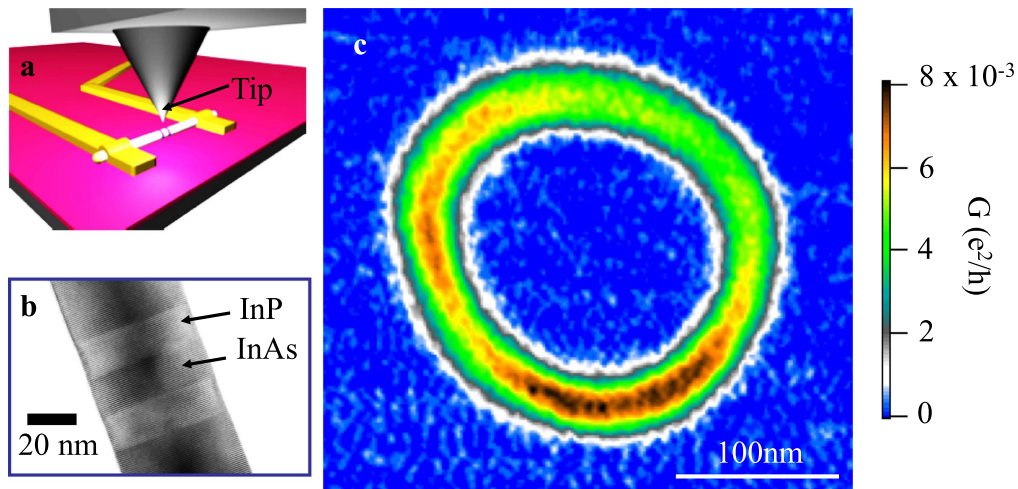 a
Tip
b
InP
InAs
20 nm
c
100nm
8 x 10⁻³
6
4
2
0
G (e²/h)